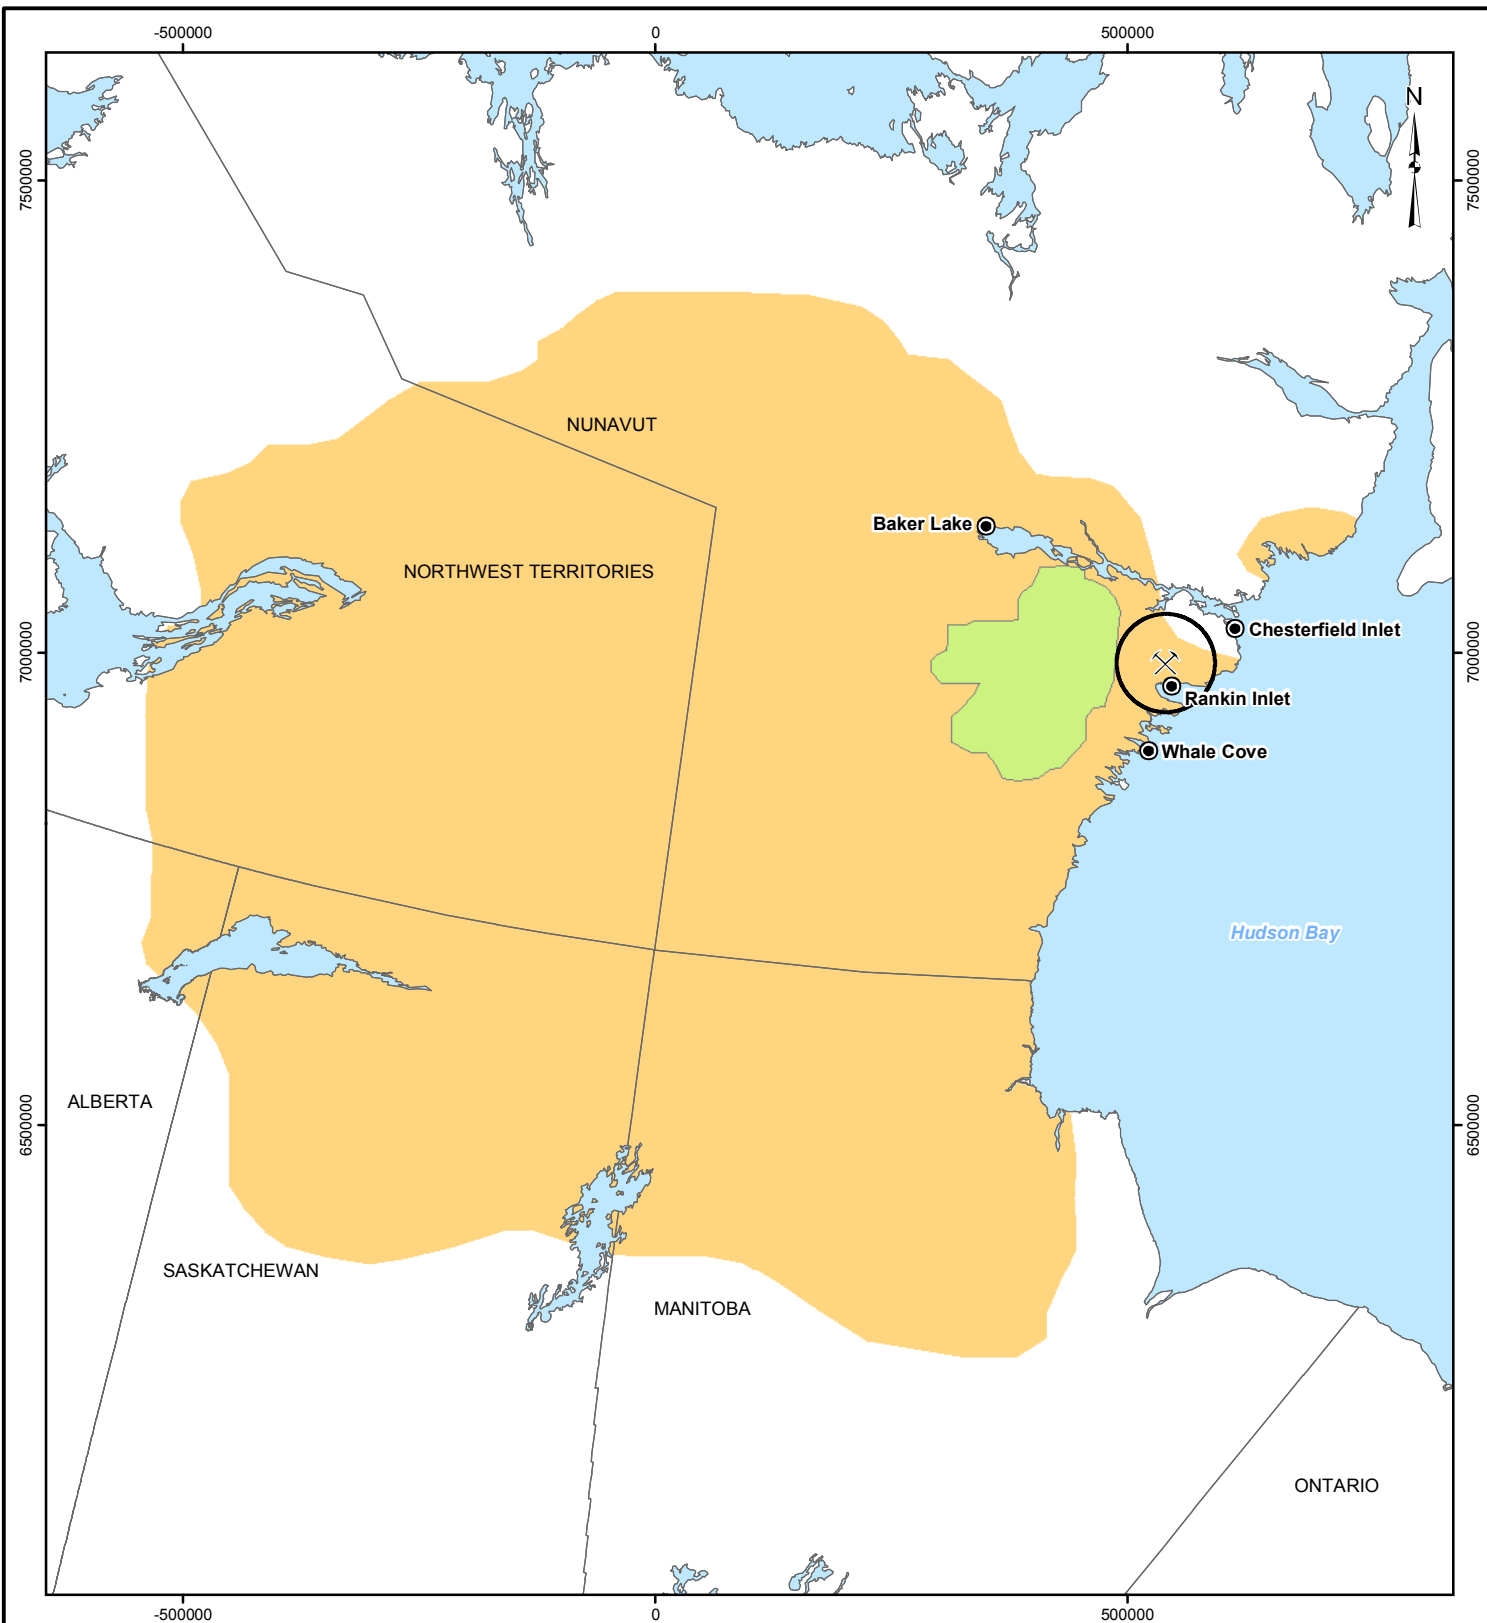 -500000
0
500000
N
7500000
7500000
NUNAVUT
Baker Lake
NORTHWEST TERRITORIES
Chesterfield Inlet
7000000
7000000
Rankin Inlet
Whale Cove
Hudson Bay
ALBERTA
6500000
6500000
SASKATCHEWAN
MANITOBA
ONTARIO
-500000
0
500000